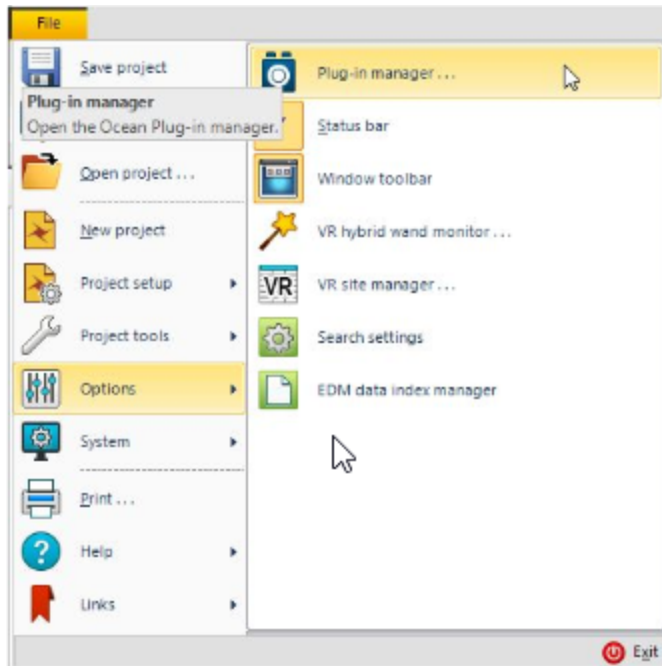 File
Save project
Plug-in manager
Open the Ocean Plug-in manager.
Open project ...
New project
Project setup
Project tools
Options
System
Print ...
Help
Links
Plug-in manager ...
Status bar
Window toolbar
VR hybrid wand monitor ...
VR
VR site manager ...
Search settings
EDM data index manager
Exit